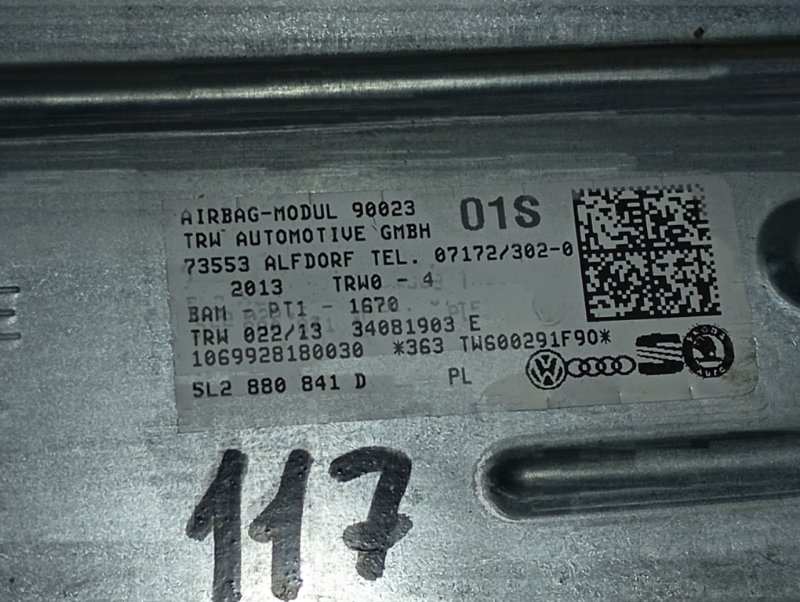 AIRBAG-MODUL 90023 01S
TRW AUTOMOTIVE GMBH
73553 ALFDORF TEL. 07172/302-0
2013 TRW0 - 4
BAM - PT1 - 1670
TRW 022/13 34081903 E
1069928180030 *363 TW600291F90*
5L2 880 841 D PL
117